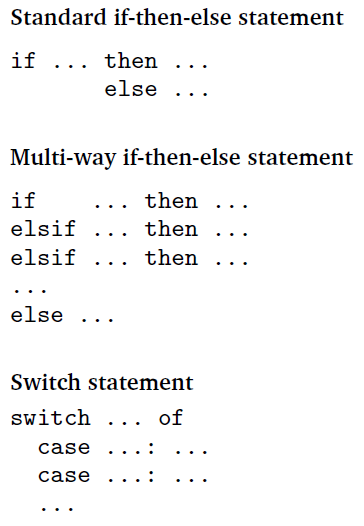 Standard if-then-else statement
if ... then ...
else ...
Multi-way if-then-else statement
if ... then ...
elsif ... then ...
elsif ... then ...
...
else ...
Switch statement
switch ... of
case ...: ...
case ...: ...
...